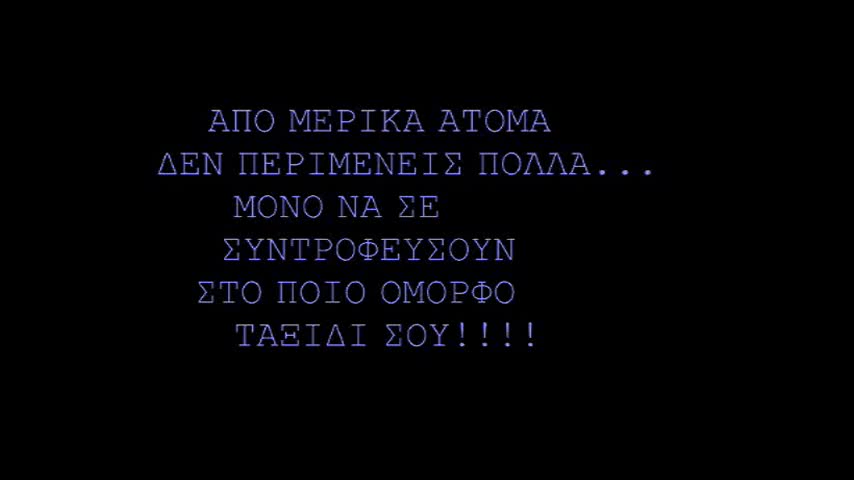 ΑΠΟ ΜΕΡΙΚΑ ΑΤΟΜΑ
ΔΕΝ ΠΕΡΙΜΕΝΕΙΣ ΠΟΛΛΑ...
ΜΟΝΟ ΝΑ ΣΕ
ΣΥΝΤΡΟΦΕΥΣΟΥΝ
ΣΤΟ ΠΟΙΟ ΟΜΟΡΦΟ
ΤΑΞΙΔΙ ΣΟΥ!!!!